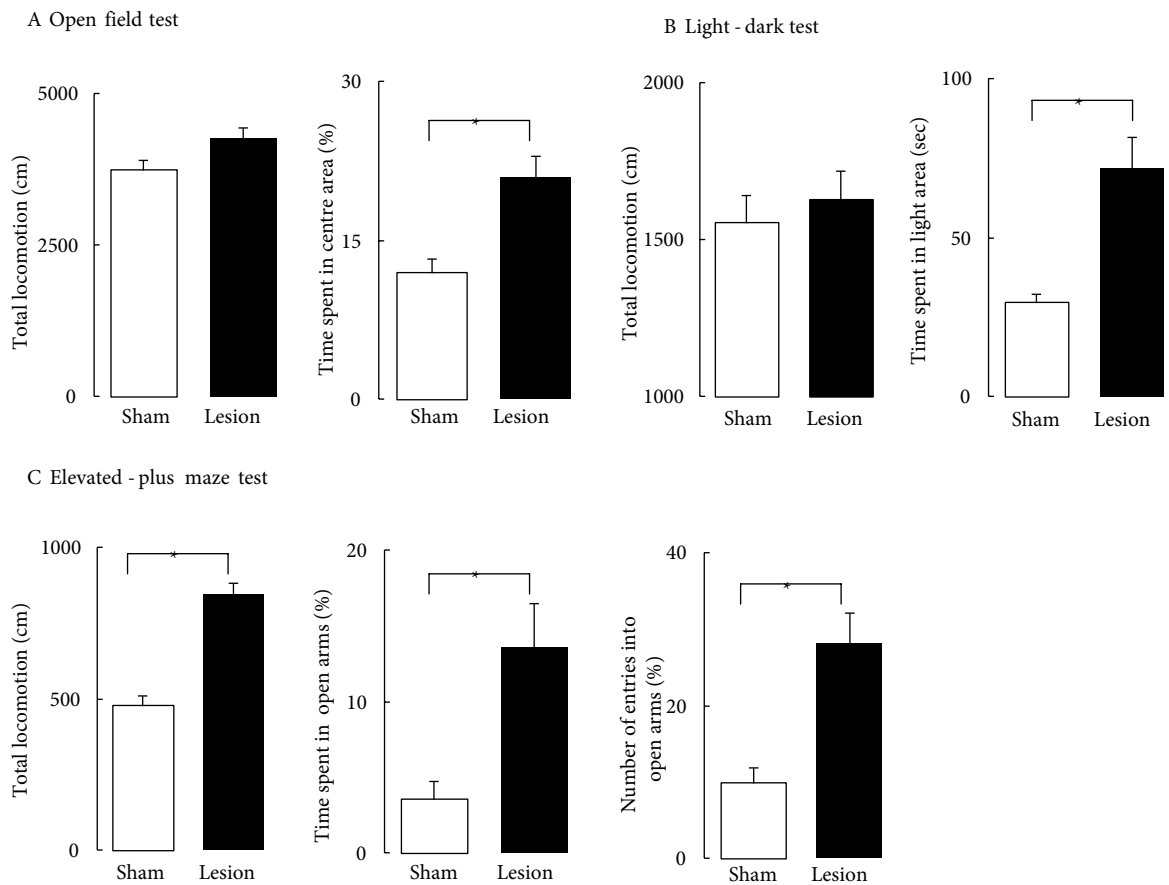 A Open field test
5000
2500
0
Total locomotion (cm)
Sham Lesion
30
15
0
Time spent in centre area (%)
*
Sham Lesion
B Light - dark test
2000
1500
1000
Total locomotion (cm)
Sham Lesion
100
50
0
Time spent in light area (sec)
*
Sham Lesion
C Elevated - plus maze test
1000
500
0
Total locomotion (cm)
*
Sham Lesion
20
10
0
Time spent in open arms (%)
*
Sham Lesion
40
20
0
Number of entries into
open arms (%)
*
Sham Lesion